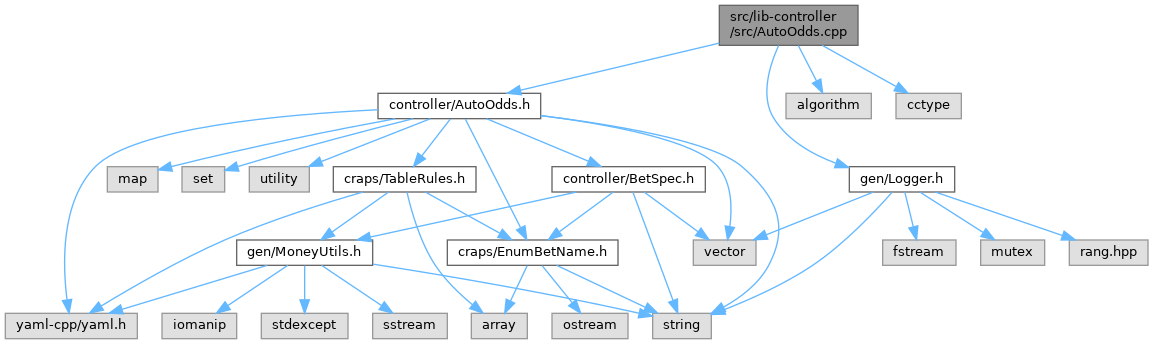 src/lib-controller
/src/AutoOdds.cpp
controller/AutoOdds.h
algorithm
cctype
map
set
utility
craps/TableRules.h
controller/BetSpec.h
gen/Logger.h
gen/MoneyUtils.h
craps/EnumBetName.h
vector
fstream
mutex
rang.hpp
yaml-cpp/yaml.h
iomanip
stdexcept
sstream
array
ostream
string